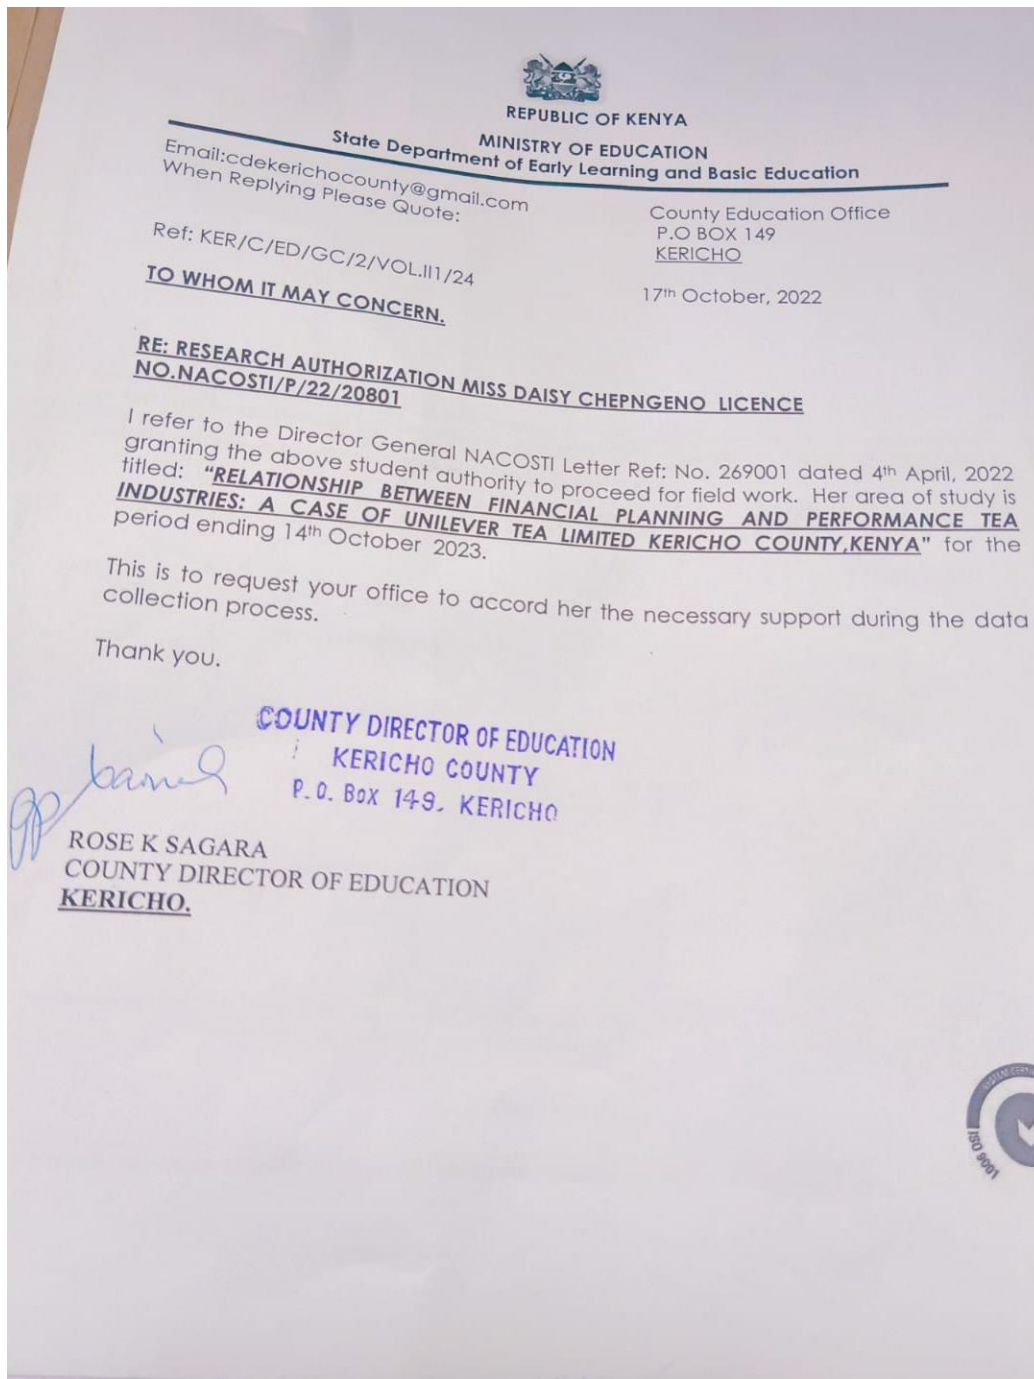 REPUBLIC OF KENYA
MINISTRY OF EDUCATION
State Department of Early Learning and Basic Education
Email:cdekerichocounty@gmail.com
When Replying Please Quote:
Ref: KER/C/ED/GC/2/VOL.II1/24
County Education Office
P.O BOX 149
KERICHO
17th October, 2022
TO WHOM IT MAY CONCERN.
RE: RESEARCH AUTHORIZATION MISS DAISY CHEPNGENO LICENCE
NO.NACOSTI/P/22/20801
I refer to the Director General NACOSTI Letter Ref: No. 269001 dated 4th April, 2022
granting the above student authority to proceed for field work. Her area of study is
titled: "RELATIONSHIP BETWEEN FINANCIAL PLANNING AND PERFORMANCE TEA
INDUSTRIES: A CASE OF UNILEVER TEA LIMITED KERICHO COUNTY,KENYA" for the
period ending 14th October 2023.
This is to request your office to accord her the necessary support during the data
collection process.
Thank you.
COUNTY DIRECTOR OF EDUCATION
KERICHO COUNTY
P.O. BOX 149, KERICHO
ROSE K SAGARA
COUNTY DIRECTOR OF EDUCATION
KERICHO.
ISO 9001